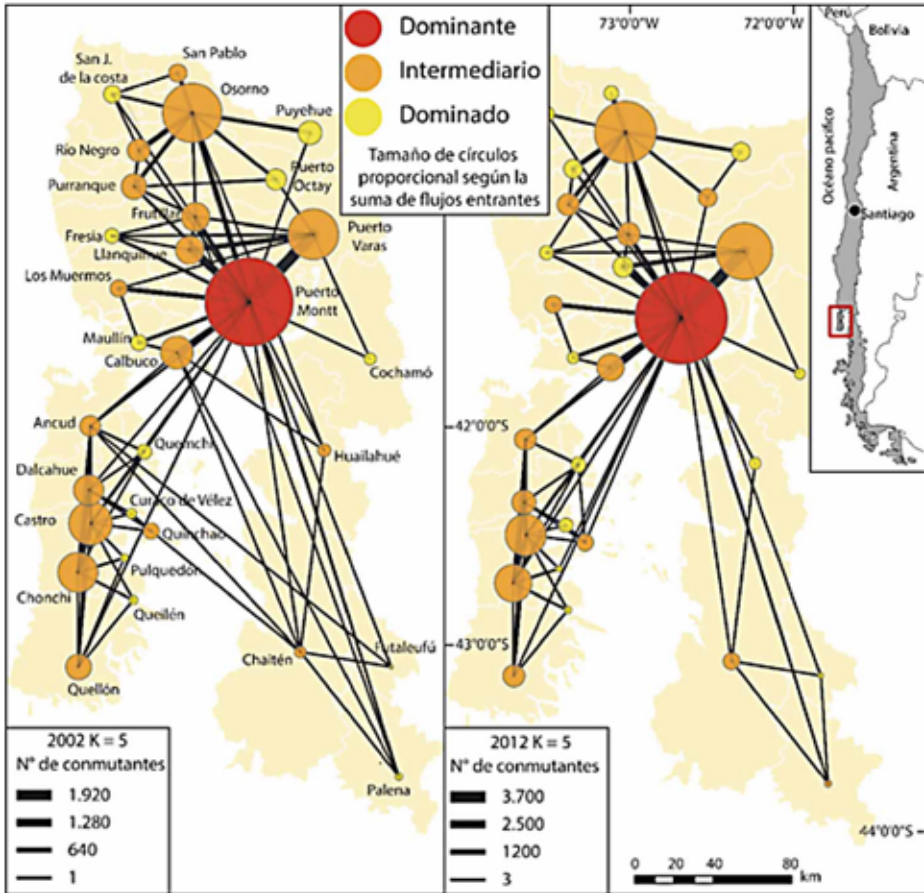 San Pablo
San J.
de la costa
Osorno
Puyehue
Río Negro
Puerto
Octay
Purranque
Frutillar
Fresia
Puerto
Varas
Llanquihue
Los Muermos
Puerto
Montt
Maullín
Calbuco
Cochamó
Ancud
Quemchi
Huailahué
Dalcahue
Curaco de Vélez
Castro
Quinchao
Pulquedón
Chonchi
Queilén
Chaitén
Futaleufú
Quellón
Palena
2002 K = 5
N° de conmutantes
1.920
1.280
640
1
Dominante
Intermediario
Dominado
Tamaño de círculos
proporcional según la
suma de flujos entrantes
73°0'0"W
72°0'0"W
42°0'0"S
43°0'0"S
44°0'0"S
2012 K = 5
N° de conmutantes
3.700
2.500
1200
3
0
20
40
80
km
Perú
Bolivia
Océano pacifico
Argentina
Santiago